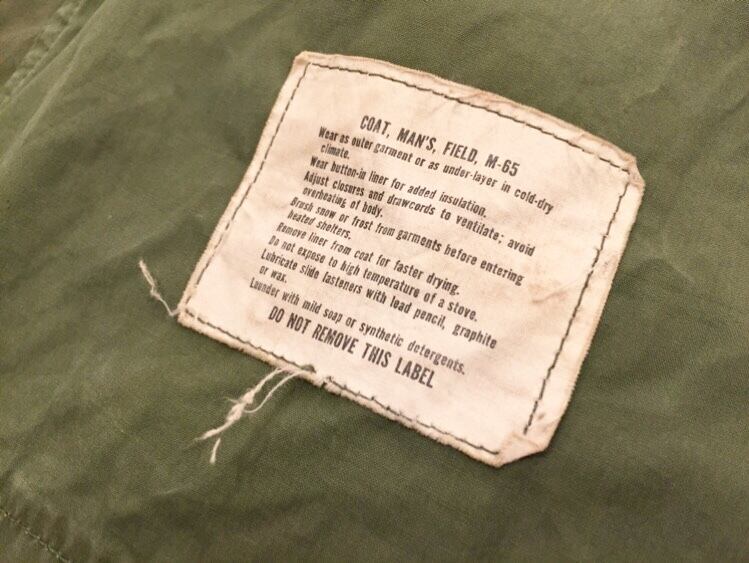 COAT, MAN'S, FIELD, M-65
Wear as outer garment or as under-layer in cold-dry
climate.
Wear button-in liner for added insulation.
Adjust closures and drawcords to ventilate; avoid
overheating of body.
Brush snow or frost from garments before entering
heated shelters.
Remove liner from coat for faster drying.
Do not expose to high temperature of a stove.
Lubricate slide fasteners with lead pencil, graphite
or wax.
Launder with mild soap or synthetic detergents.
DO NOT REMOVE THIS LABEL